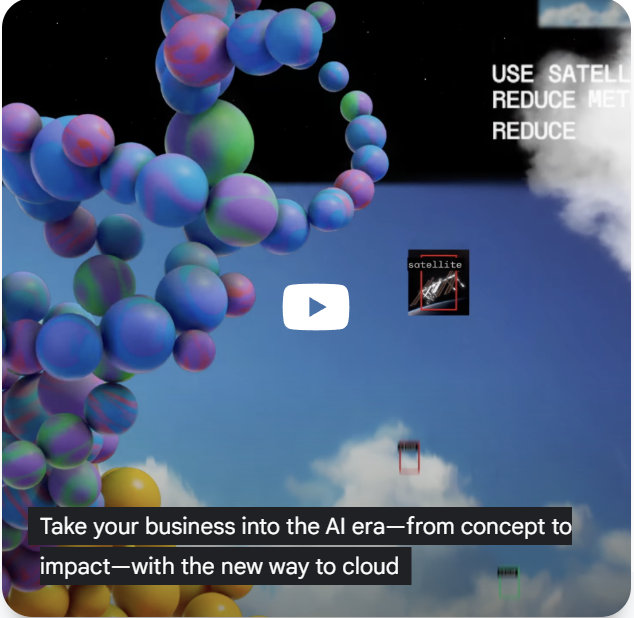 USE SATELL
REDUCE MET
REDUCE
satellite
Take your business into the AI era—from concept to
impact—with the new way to cloud